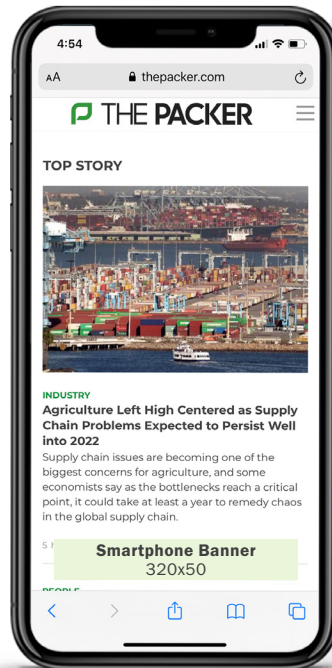 4:54
AA
thepacker.com
THE PACKER
TOP STORY
INDUSTRY
Agriculture Left High Centered as Supply
Chain Problems Expected to Persist Well
into 2022
Supply chain issues are becoming one of the
biggest concerns for agriculture, and some
economists say as the bottlenecks reach a critical
point, it could take at least a year to remedy chaos
in the global supply chain.
5
Smartphone Banner
320x50
PEOPLE